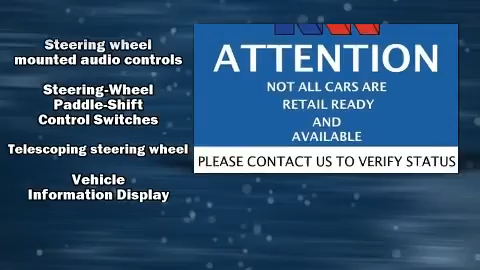 Steering wheel
mounted audio controls
Steering-Wheel
Paddle-Shift
Control Switches
Telescoping steering wheel
Vehicle
Information Display
ATTENTION
NOT ALL CARS ARE
RETAIL READY
AND
AVAILABLE
PLEASE CONTACT US TO VERIFY STATUS